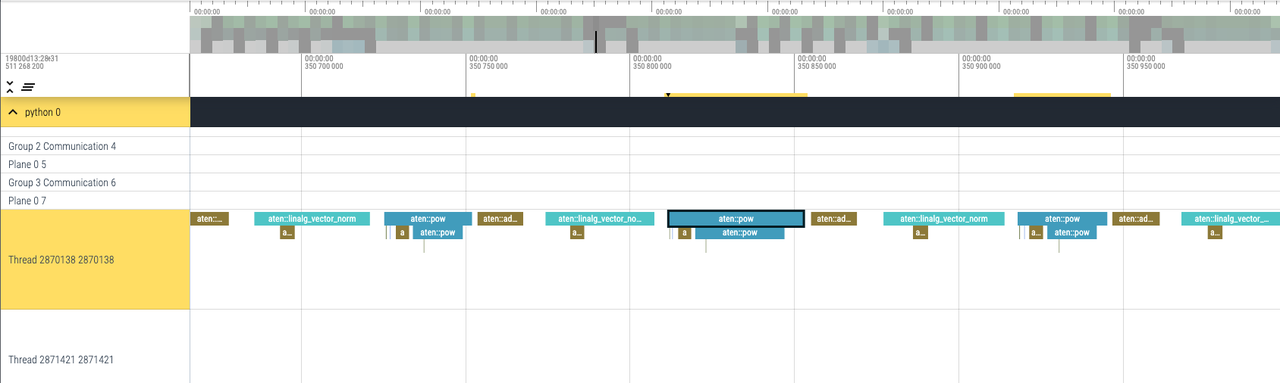 00:00:00 00:00:00 00:00:00 00:00:00 00:00:00 00:00:00 00:00:00 00:00:00 00:00:00 00:00:00
19800d13:28:31 00:00:00 00:00:00 00:00:00 00:00:00 00:00:00 00:00:00
511 268 200 350 700 000 350 750 000 350 800 000 350 850 000 350 900 000 350 950 000
python 0
Group 2 Communication 4
Plane 0 5
Group 3 Communication 6
Plane 0 7
aten::... aten::linalg_vector_norm aten::pow aten::ad... aten::linalg_vector_no... aten::pow aten::ad... aten::linalg_vector_norm aten::pow aten::ad... aten::linalg_vector_...
a... a aten::pow a... a aten::pow a... a... aten::pow a...
Thread 2870138 2870138
Thread 2871421 2871421